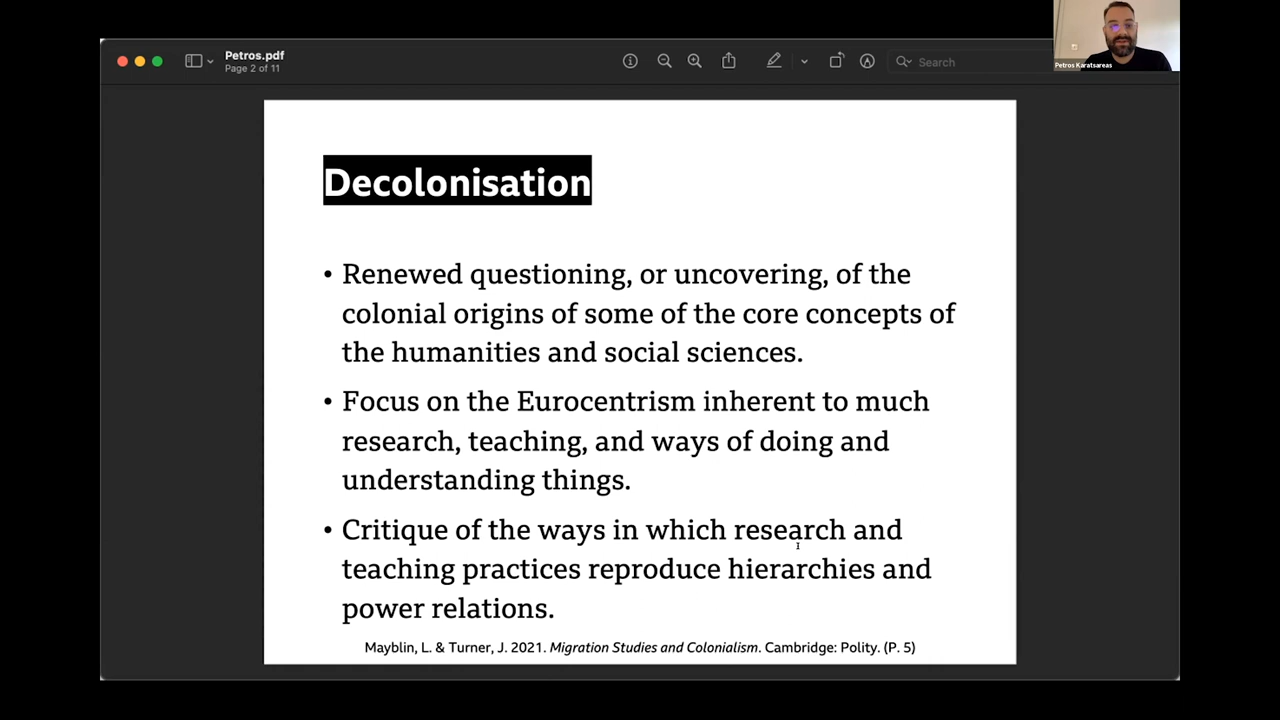 Petros.pdf
Page 2 of 11
Search
Petros Karatsareas
Decolonisation
• Renewed questioning, or uncovering, of the
colonial origins of some of the core concepts of
the humanities and social sciences.
• Focus on the Eurocentrism inherent to much
research, teaching, and ways of doing and
understanding things.
• Critique of the ways in which research and
teaching practices reproduce hierarchies and
power relations.
Mayblin, L. & Turner, J. 2021. Migration Studies and Colonialism. Cambridge: Polity. (P. 5)